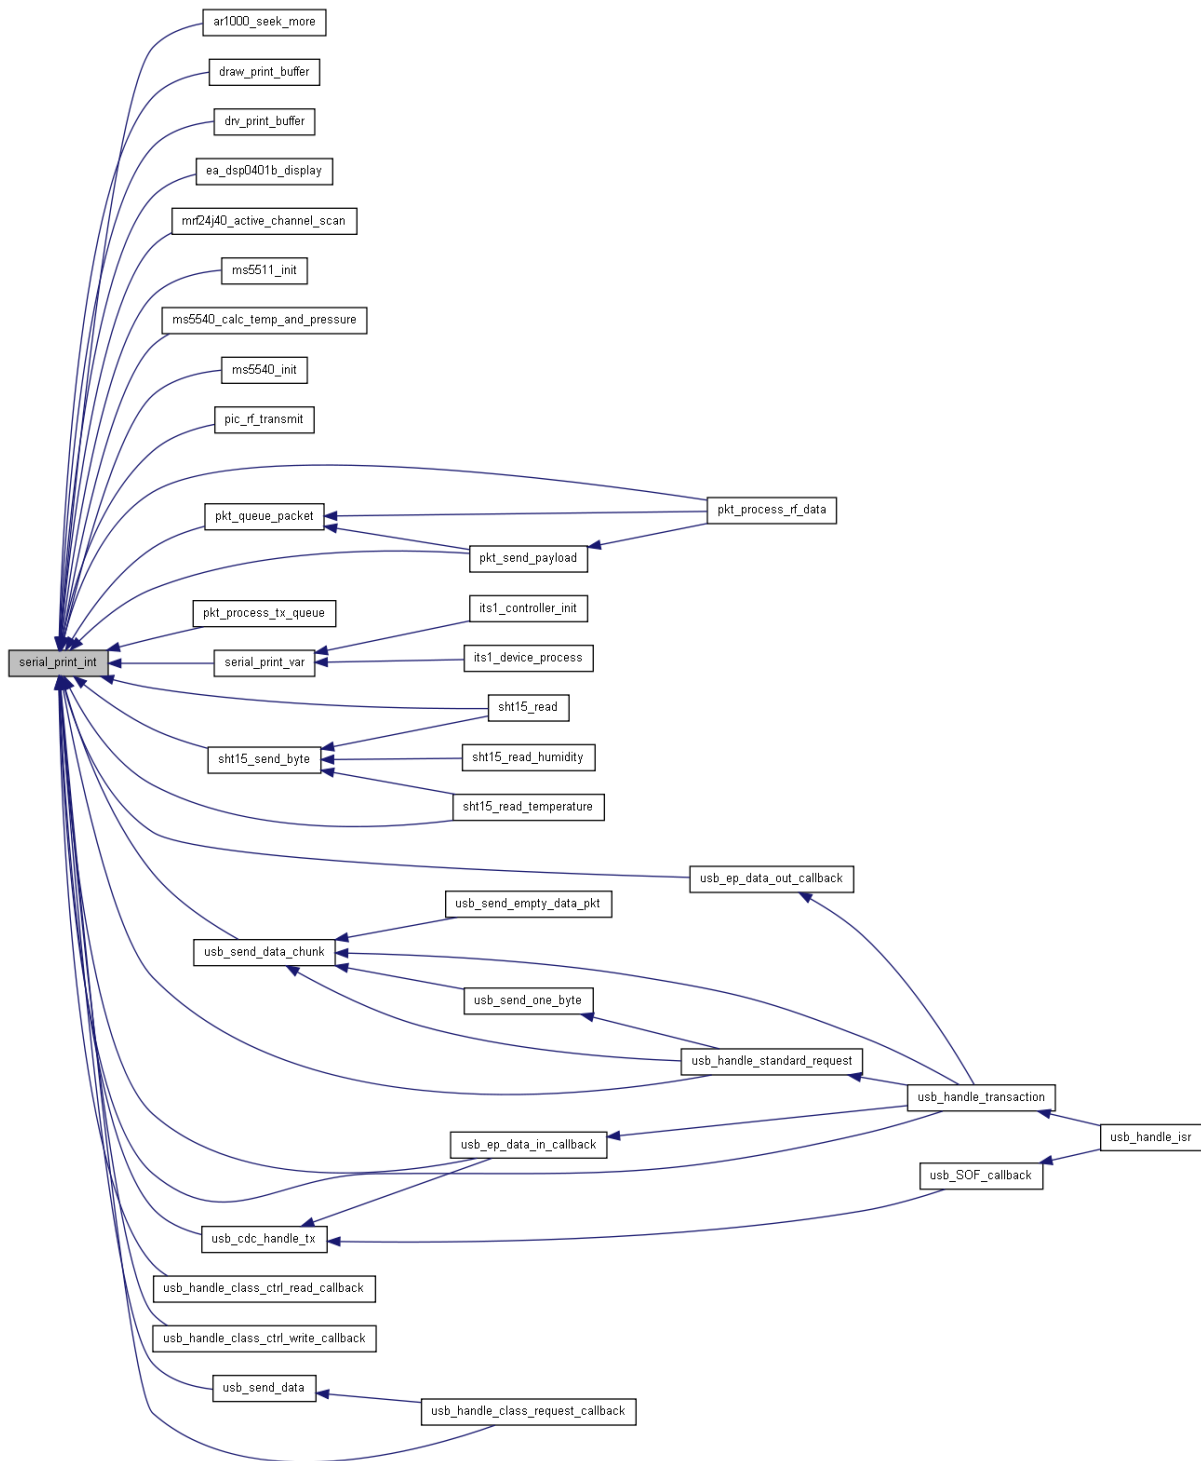 ar1000_seek_more
draw_print_buffer
drv_print_buffer
ea_dsp0401b_display
mrf24j40_active_channel_scan
ms5511_init
ms5540_calc_temp_and_pressure
ms5540_init
pic_rf_transmit
pkt_process_rf_data
pkt_queue_packet
pkt_send_payload
its1_controller_init
pkt_process_tx_queue
serial_print_int
serial_print_var
its1_device_process
sht15_read
sht15_send_byte
sht15_read_humidity
sht15_read_temperature
usb_ep_data_out_callback
usb_send_empty_data_pkt
usb_send_data_chunk
usb_send_one_byte
usb_handle_standard_request
usb_handle_transaction
usb_ep_data_in_callback
usb_handle_isr
usb_SOF_callback
usb_cdc_handle_tx
usb_handle_class_ctrl_read_callback
usb_handle_class_ctrl_write_callback
usb_send_data
usb_handle_class_request_callback